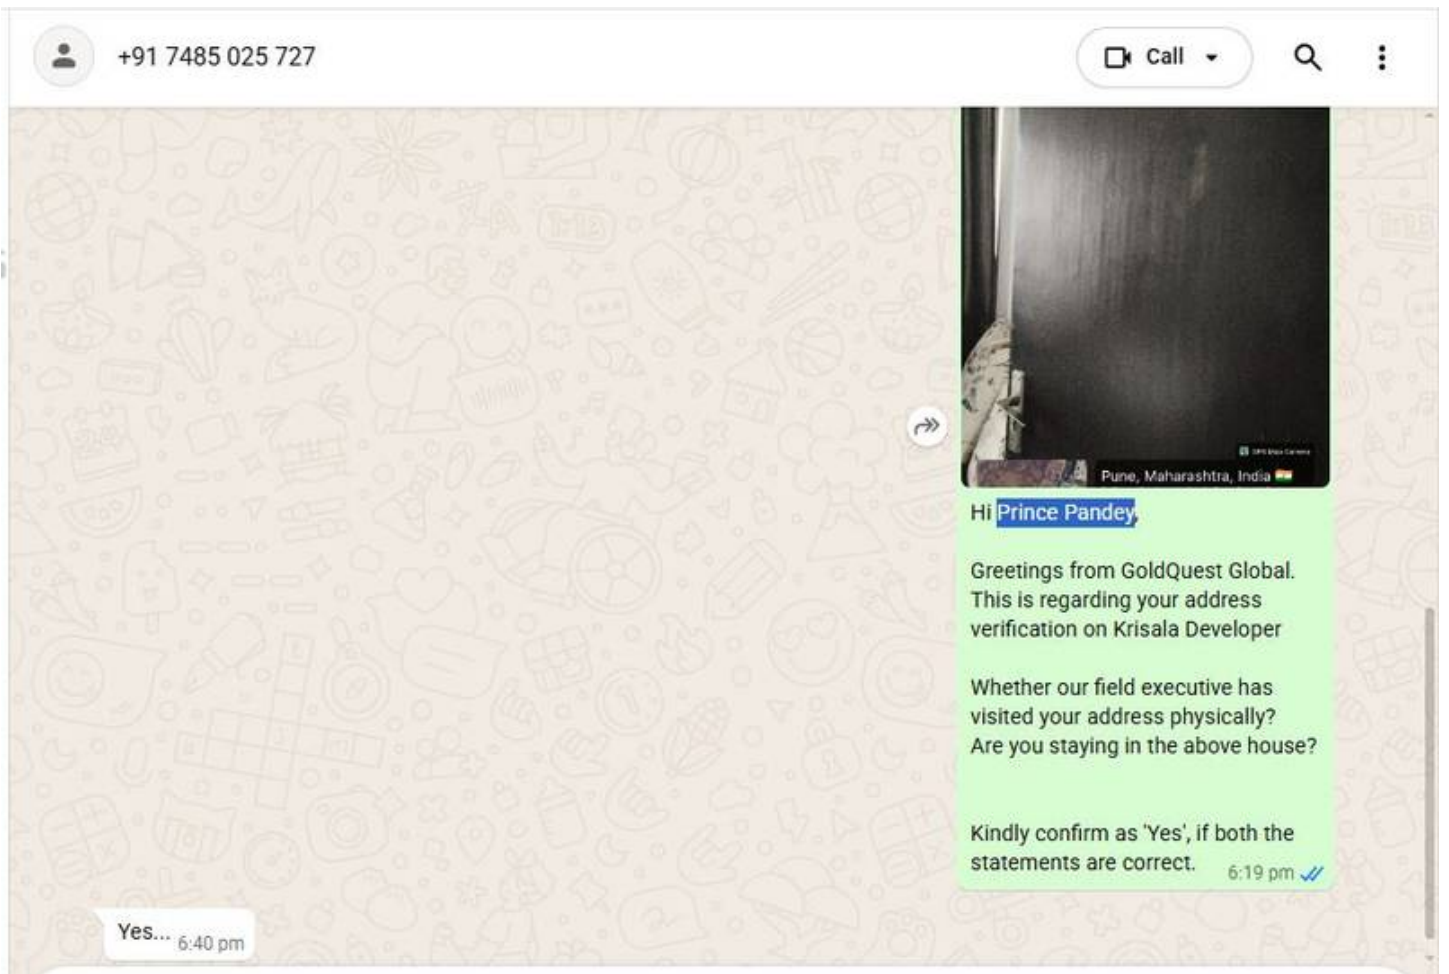 +91 7485 025 727
Call
GPS Map Camera
Pune, Maharashtra, India
Hi Prince Pandey,
Greetings from GoldQuest Global.
This is regarding your address
verification on Krisala Developer
Whether our field executive has
visited your address physically?
Are you staying in the above house?
Kindly confirm as 'Yes', if both the
statements are correct.
6:19 pm
Yes...
6:40 pm